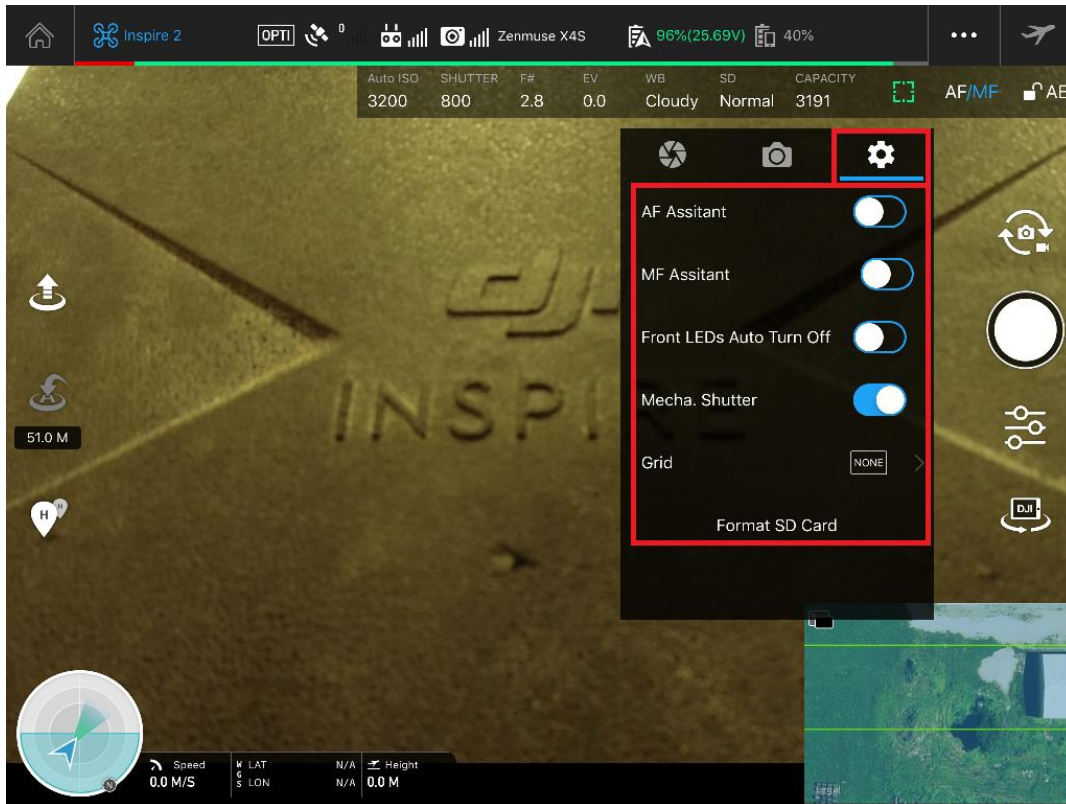 Inspire 2 OPTI 0 Zenmuse X4S 96%(25.69V) 40%
Auto ISO SHUTTER F# EV WB SD CAPACITY
3200 800 2.8 0.0 Cloudy Normal 3191 AF/MF AE
AF Assitant
MF Assitant
Front LEDs Auto Turn Off
Mecha. Shutter
Grid NONE
Format SD Card
INSPIRE
51.0 M
H H
DJI
N
Speed W LAT N/A Height
0.0 M/S G S LON N/A 0.0 M
Legal